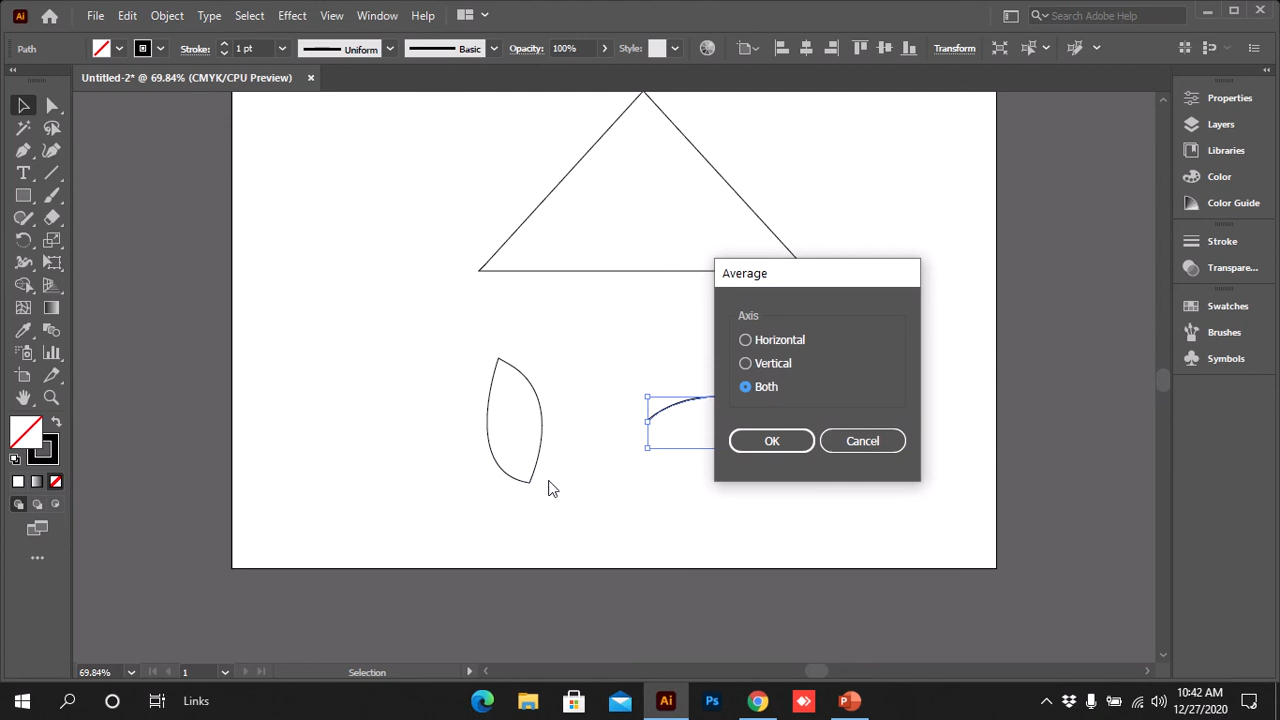 Ai File Edit Object Type Select Effect View Window Help Search Adobe Help
Path Stroke: 1 pt Uniform Basic Opacity: 100% Style: Transform
Untitled-2* @ 69.84% (CMYK/CPU Preview)
Properties
Layers
Libraries
Color
Color Guide
Stroke
Transpare...
Swatches
Brushes
Symbols
Average
Axis
Horizontal
Vertical
Both
OK Cancel
69.84% 1 Selection
Links Ai Ps P 10:42 AM
12/27/2020